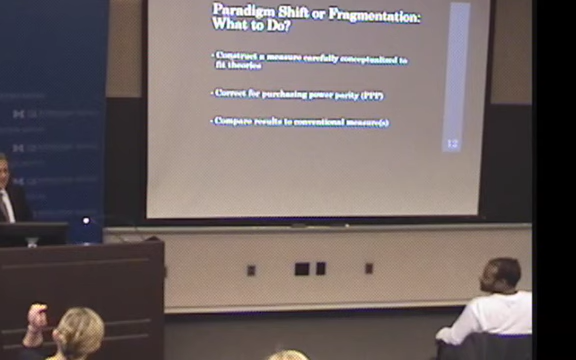 Paradigm Shift or Fragmentation:
What to Do?
· Construct a measure carefully conceptualized to
fit theories
· Correct for purchasing power parity (PPP)
· Compare results to conventional measure(s)
12